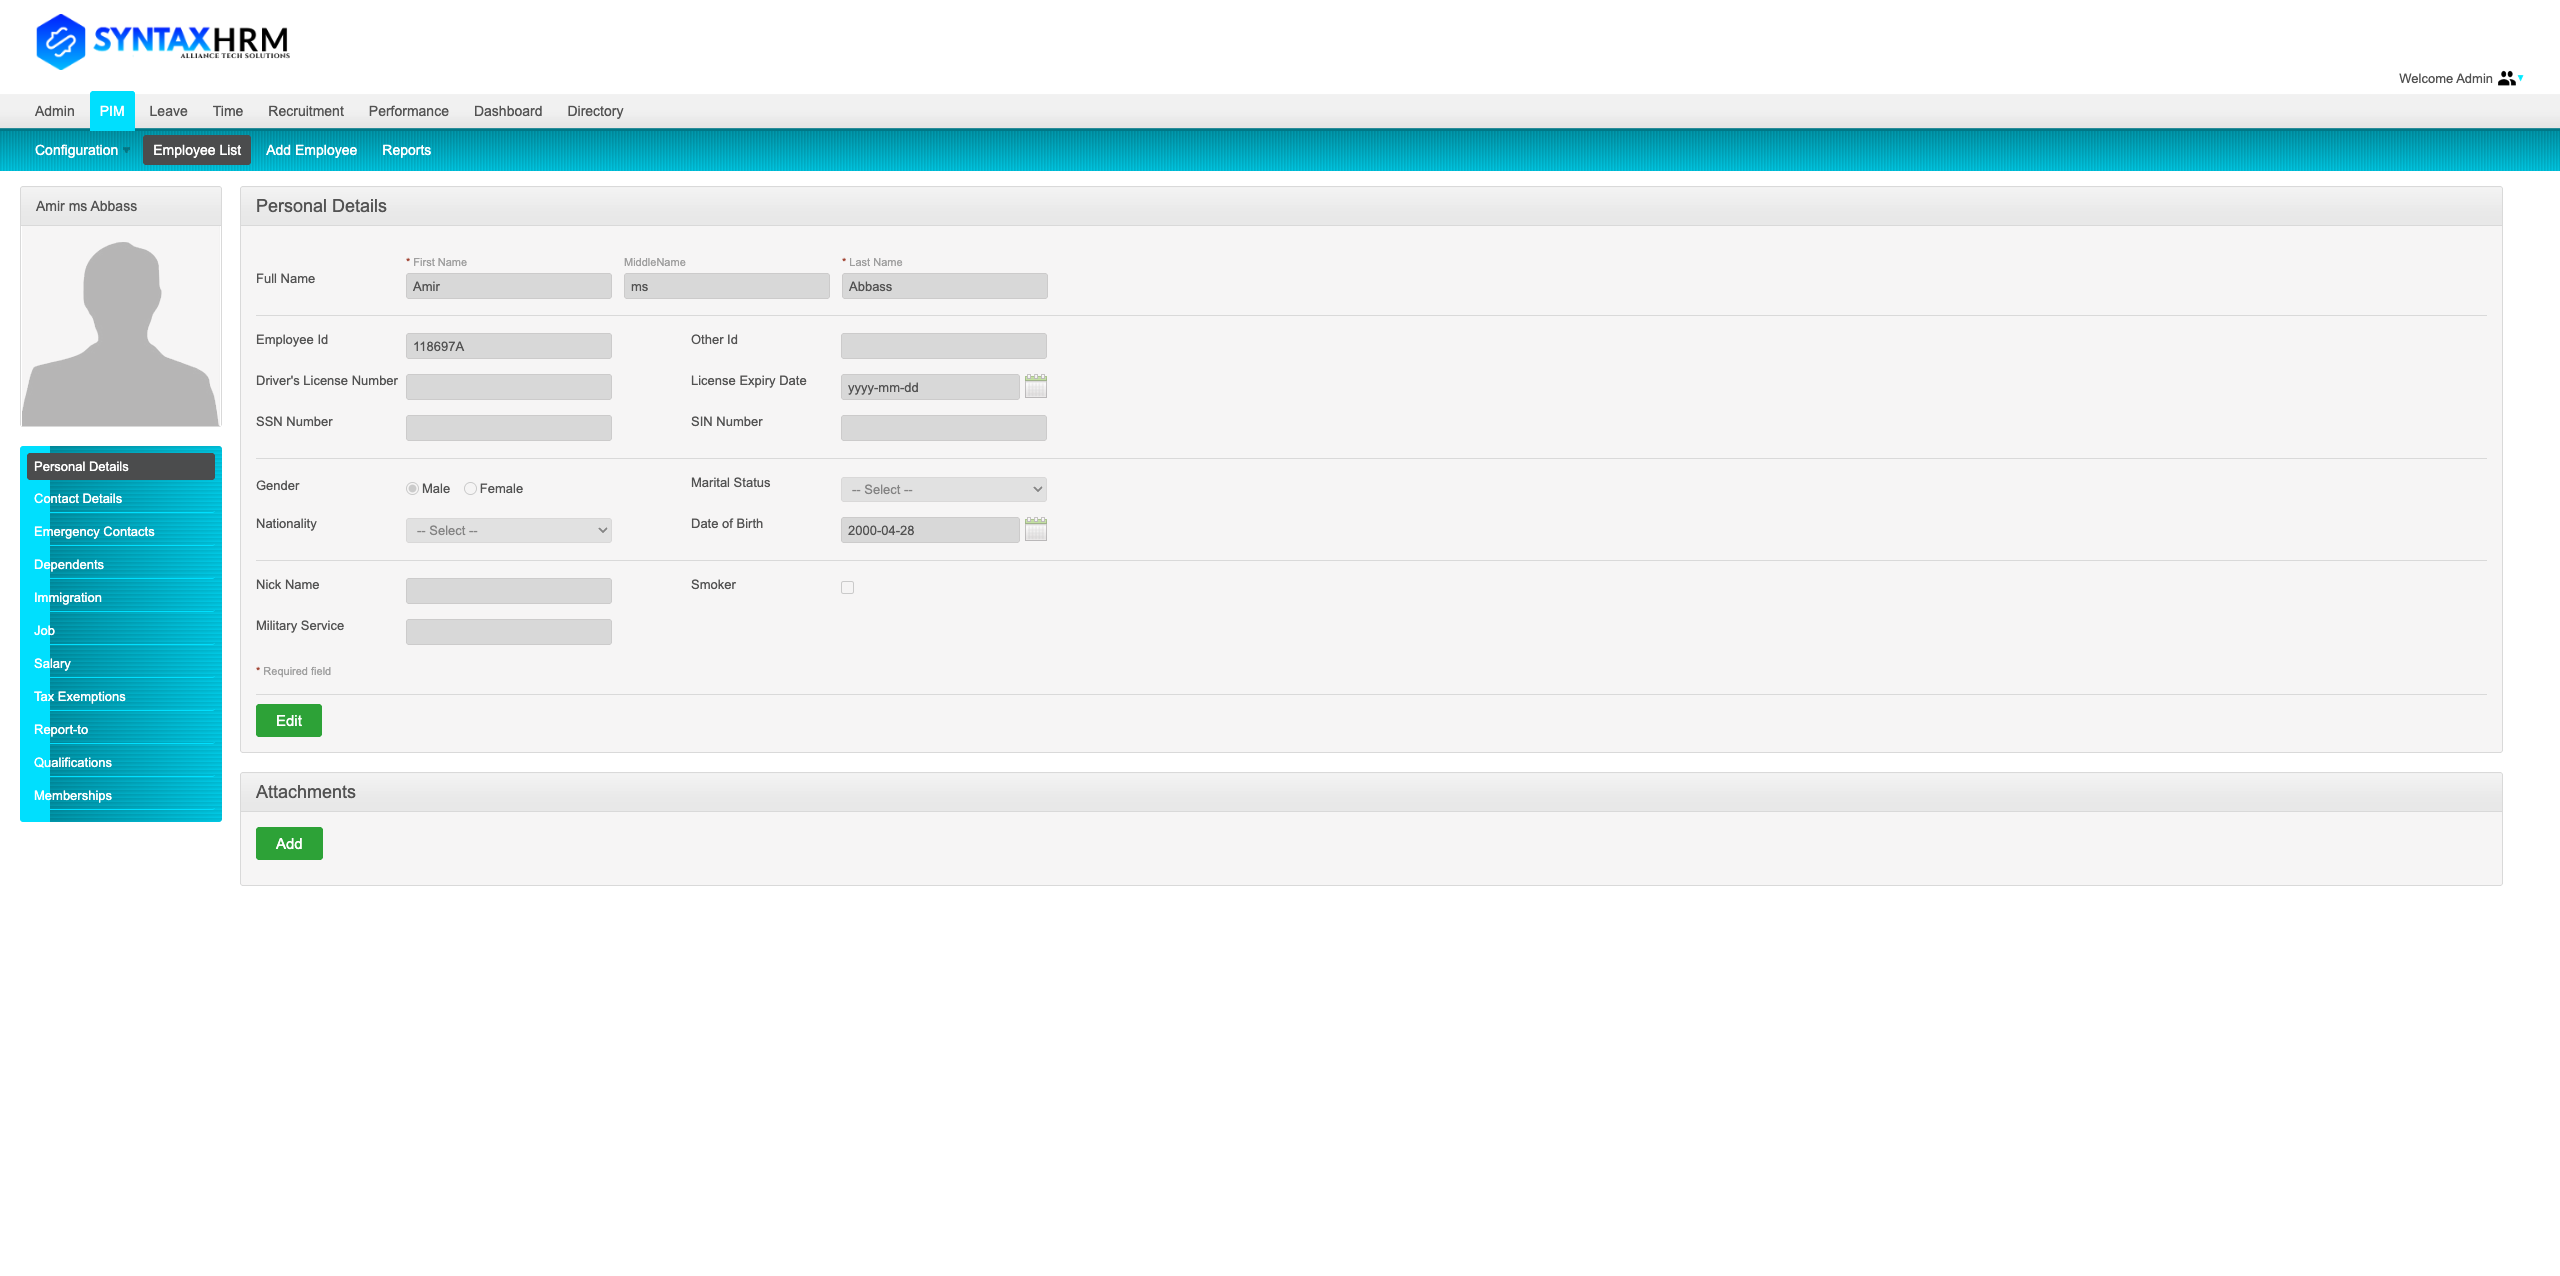 SYNTAXHRM
ALLIANCE TECH SOLUTIONS
Welcome Admin
Admin PIM Leave Time Recruitment Performance Dashboard Directory
Configuration Employee List Add Employee Reports
Amir ms Abbass
Personal Details
Contact Details
Emergency Contacts
Dependents
Immigration
Job
Salary
Tax Exemptions
Report-to
Qualifications
Memberships
Personal Details
* First Name MiddleName * Last Name
Full Name Amir ms Abbass
Employee Id 118697A Other Id
Driver's License Number License Expiry Date yyyy-mm-dd
SSN Number SIN Number
Gender Male Female Marital Status -- Select --
Nationality -- Select -- Date of Birth 2000-04-28
Nick Name Smoker
Military Service
* Required field
Edit
Attachments
Add